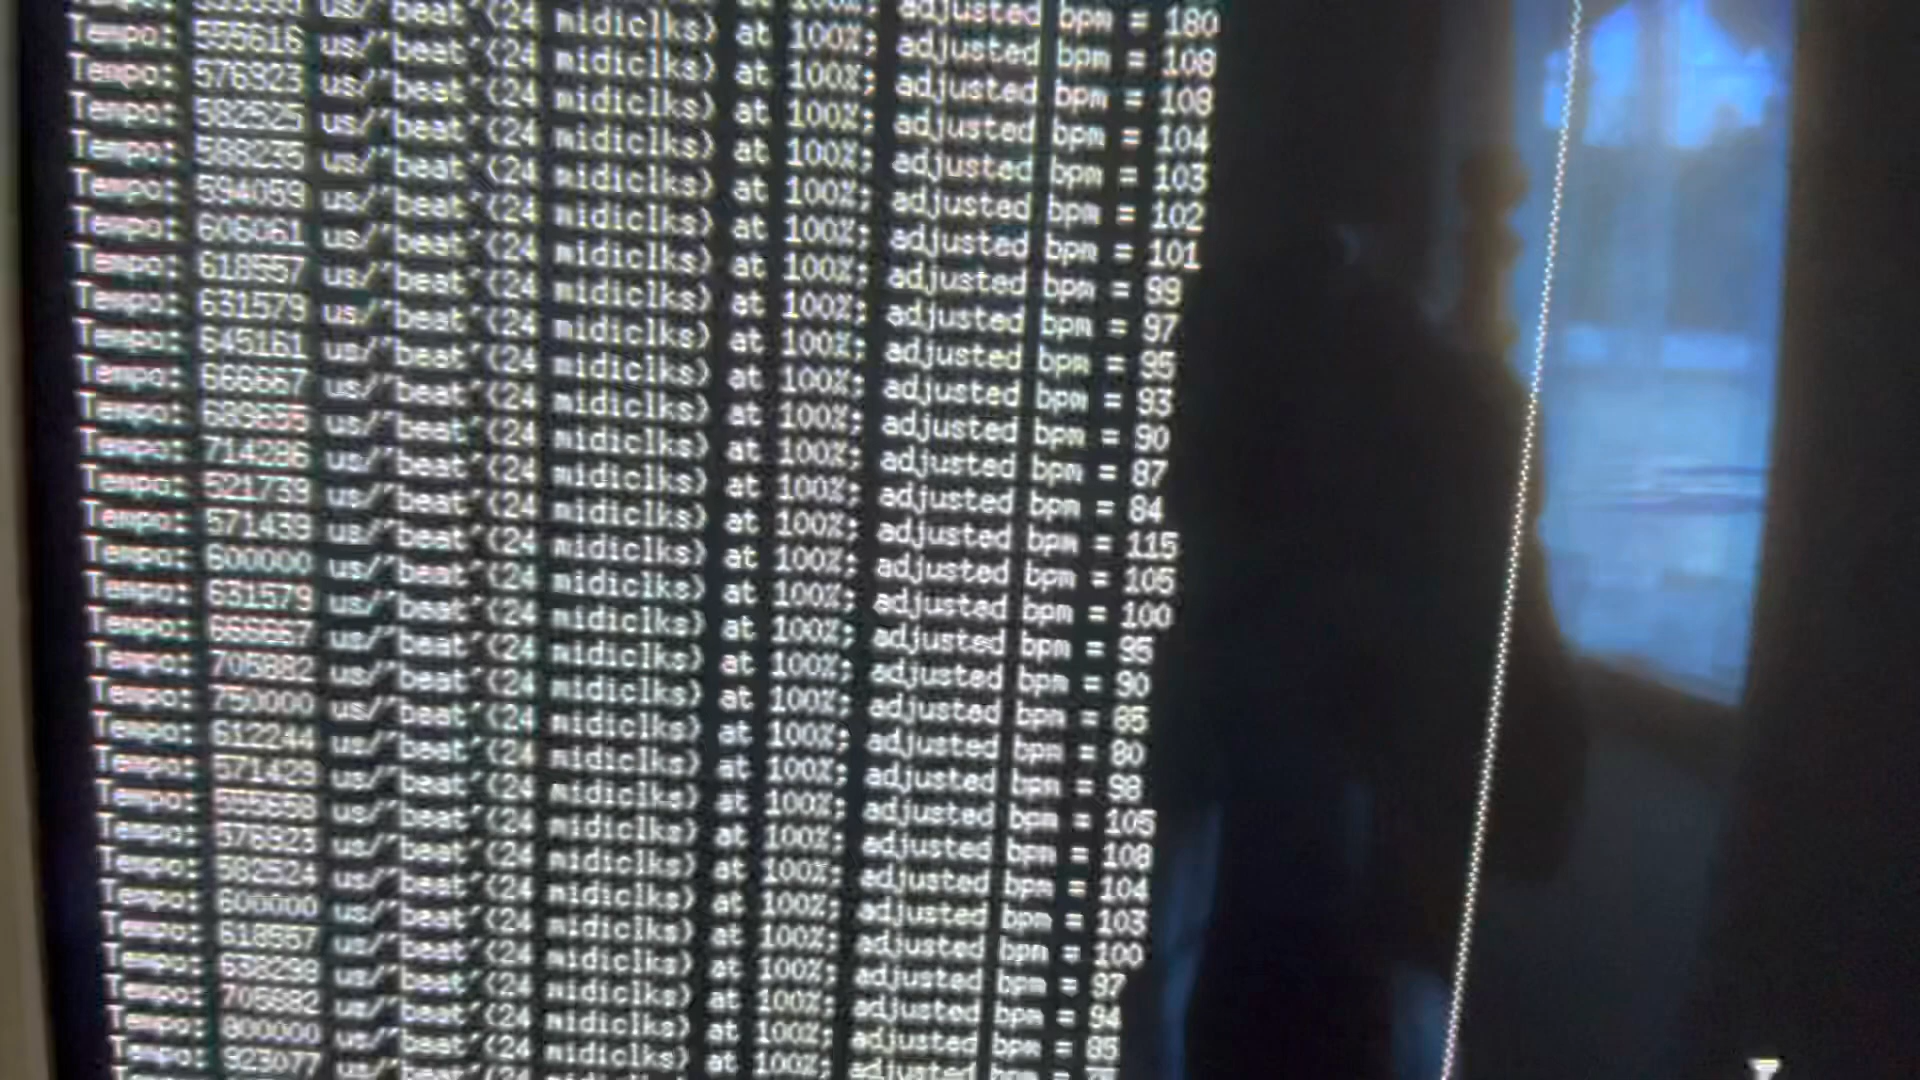 adjusted bpm = 180
us/'beat'(24 midiclks) at 100%; adjusted bpm = 108
Tempo: 555616 us/'beat'(24 midiclks) at 100%; adjusted bpm = 108
Tempo: 576923 us/'beat'(24 midiclks) at 100%; adjusted bpm = 104
Tempo: 582525 us/'beat'(24 midiclks) at 100%; adjusted bpm = 103
Tempo: 588235 us/'beat'(24 midiclks) at 100%; adjusted bpm = 102
Tempo: 594059 us/'beat'(24 midiclks) at 100%; adjusted bpm = 101
Tempo: 606061 us/'beat'(24 midiclks) at 100%; adjusted bpm = 99
Tempo: 618557 us/'beat'(24 midiclks) at 100%; adjusted bpm = 97
Tempo: 631579 us/'beat'(24 midiclks) at 100%; adjusted bpm = 95
Tempo: 645161 us/'beat'(24 midiclks) at 100%; adjusted bpm = 93
Tempo: 666667 us/'beat'(24 midiclks) at 100%; adjusted bpm = 90
Tempo: 689655 us/'beat'(24 midiclks) at 100%; adjusted bpm = 87
Tempo: 714286 us/'beat'(24 midiclks) at 100%; adjusted bpm = 84
Tempo: 521739 us/'beat'(24 midiclks) at 100%; adjusted bpm = 115
Tempo: 571439 us/'beat'(24 midiclks) at 100%; adjusted bpm = 105
Tempo: 600000 us/'beat'(24 midiclks) at 100%; adjusted bpm = 100
Tempo: 631579 us/'beat'(24 midiclks) at 100%; adjusted bpm = 95
Tempo: 666667 us/'beat'(24 midiclks) at 100%; adjusted bpm = 90
Tempo: 705882 us/'beat'(24 midiclks) at 100%; adjusted bpm = 85
Tempo: 750000 us/'beat'(24 midiclks) at 100%; adjusted bpm = 80
Tempo: 612244 us/'beat'(24 midiclks) at 100%; adjusted bpm = 98
Tempo: 571429 us/'beat'(24 midiclks) at 100%; adjusted bpm = 105
Tempo: us/'beat'(24 midiclks) at 100%; adjusted bpm = 108
Tempo: 576923 us/'beat'(24 midiclks) at 100%; adjusted bpm = 104
Tempo: 582524 us/'beat'(24 midiclks) at 100%; adjusted bpm = 103
Tempo: 600000 us/'beat'(24 midiclks) at 100%; adjusted bpm = 100
Tempo: 618557 us/'beat'(24 midiclks) at 100%; adjusted bpm = 97
Tempo: 638298 us/'beat'(24 midiclks) at 100%; adjusted bpm = 94
Tempo: 705882 us/'beat'(24 midiclks) at 100%; adjusted bpm = 85
Tempo: 800000 us/'beat'(24 midiclks) at 100%; adjusted bpm =
Tempo: 923077 us/'beat'